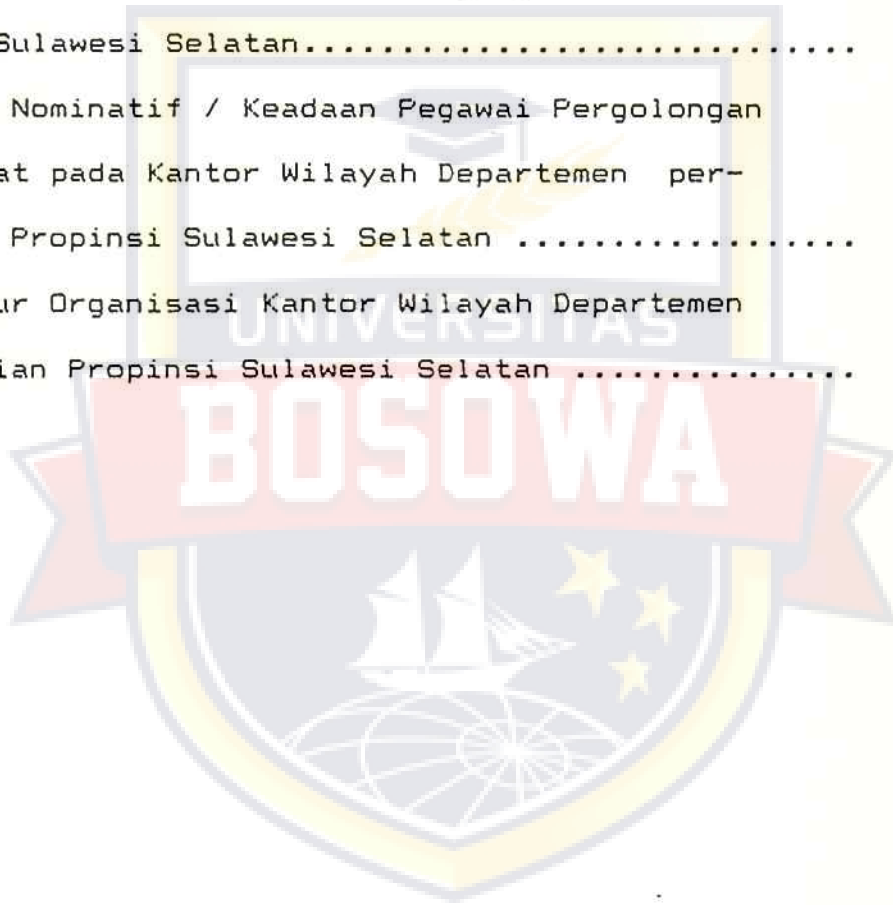 Sulawesi Selatan.............................
Nominatif / Keadaan Pegawai Pergolongan
at pada Kantor Wilayah Departemen per-
Propinsi Sulawesi Selatan ..................
ur Organisasi Kantor Wilayah Departemen
ian Propinsi Sulawesi Selatan ...............
UNIVERSITAS
BOSOWA